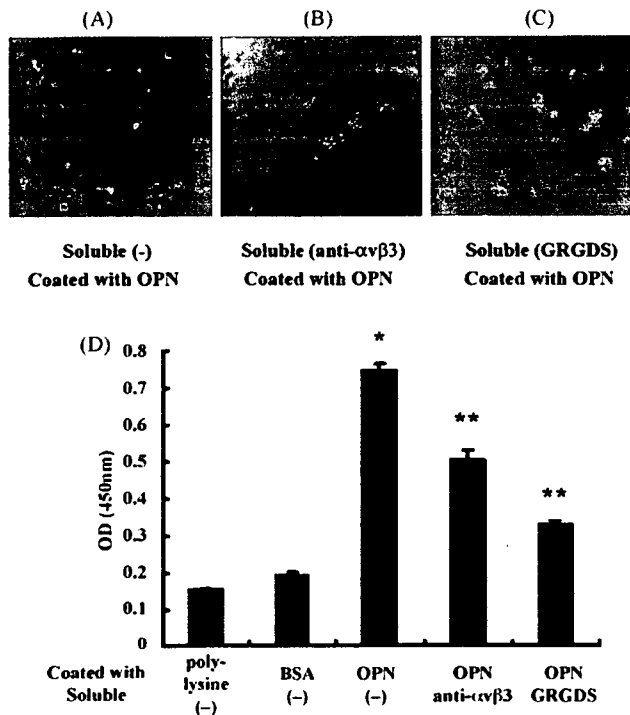 (A) (B) (C)
Soluble (-) Soluble (anti-αvβ3) Soluble (GRGDS)
Coated with OPN Coated with OPN Coated with OPN
(D)
0.8
*
0.7
0.6
**
0.5
0.4
**
0.3
0.2
0.1
0
OD (450nm)
Coated with poly-lysine BSA OPN OPN OPN
Soluble (-) (-) (-) anti-αvβ3 GRGDS